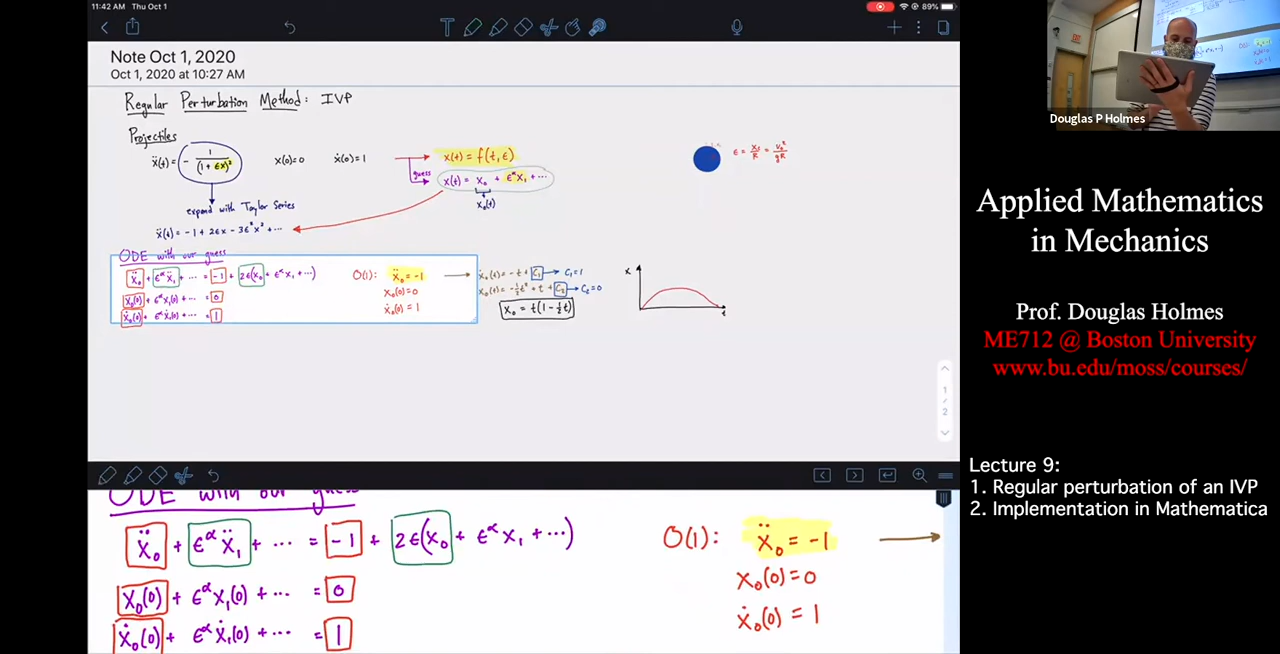 11:42 AM Thu Oct 1
89%
Note Oct 1, 2020
Oct 1, 2020 at 10:27 AM
Regular Perturbation Method: IVP
Projectiles
ẍ(t) = - 1/(1 + εx)² x(0)=0 ẋ(0)=1 x(t) = f(t, ε)
guess x(t) = x₀ + ε^α x₁ + ...
x₀(t)
ε = x_c/R = v₀²/gR
expand with Taylor Series
ẍ(t) = -1 + 2εx - 3ε²x² + ...
ODE with our guess
ẍ₀ + ε^α ẍ₁ + ... = -1 + 2ε(x₀ + ε^α x₁ + ...)
x₀(0) + ε^α x₁(0) + ... = 0
ẋ₀(0) + ε^α ẋ₁(0) + ... = 1
O(1): ẍ₀ = -1
x₀(0) = 0
ẋ₀(0) = 1
ẋ₀(t) = -t + C₁ → C₁ = 1
x₀(t) = -½t² + t + C₂ → C₂ = 0
x₀ = t(1 - ½t)
x
t
1
/
2
ODE with our guess
ẍ₀ + ε^α ẍ₁ + ... = -1 + 2ε(x₀ + ε^α x₁ + ...)
x₀(0) + ε^α x₁(0) + ... = 0
ẋ₀(0) + ε^α ẋ₁(0) + ... = 1
O(1): ẍ₀ = -1
x₀(0) = 0
ẋ₀(0) = 1
Douglas P Holmes
Applied Mathematics
in Mechanics
Prof. Douglas Holmes
ME712 @ Boston University
www.bu.edu/moss/courses/
Lecture 9:
1. Regular perturbation of an IVP
2. Implementation in Mathematica